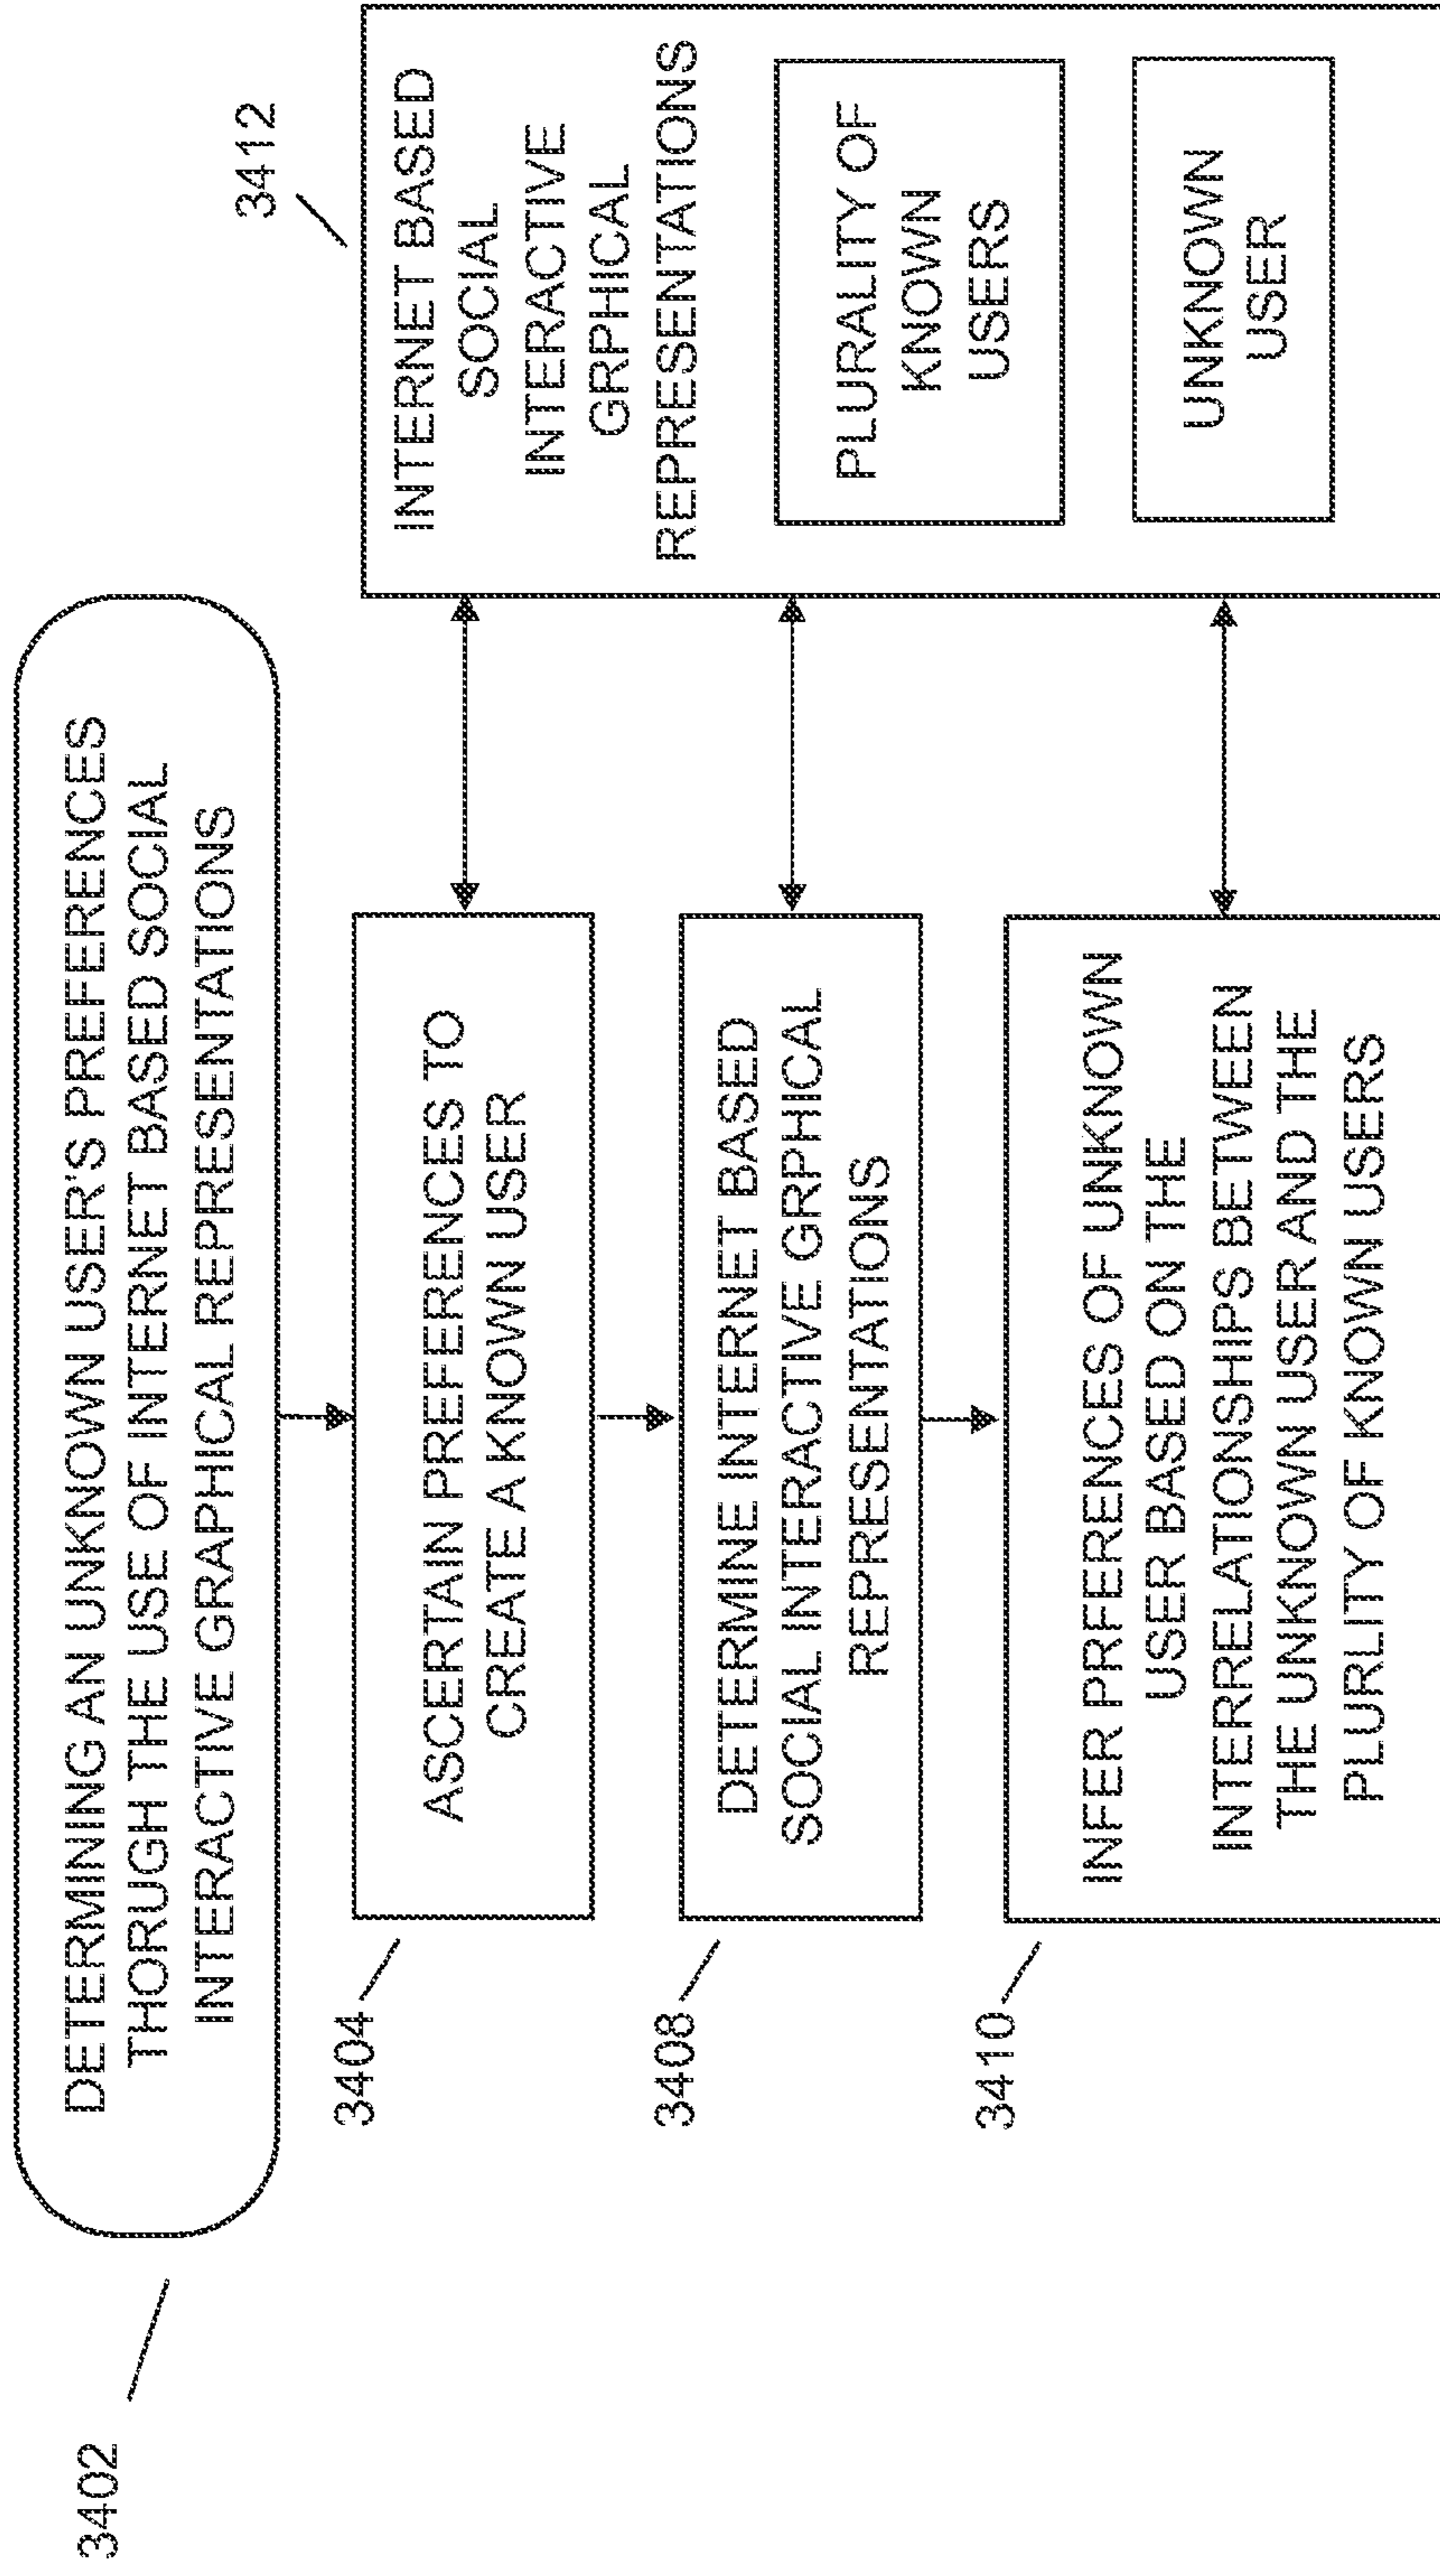 3402
DETERMINING AN UNKNOWN USER'S PREFERENCES
THORUGH THE USE OF INTERNET BASED SOCIAL
INTERACTIVE GRAPHICAL REPRESENTATIONS
3404
ASCERTAIN PREFERENCES TO
CREATE A KNOWN USER
3408
DETERMINE INTERNET BASED
SOCIAL INTERACTIVE GRPHICAL
REPRESENTATIONS
3410
INFER PRFERENCES OF UNKNOWN
USER BASED ON THE
INTERRELATIONSHIPS BETWEEN
THE UNKNOWN USER AND THE
PLURLITY OF KNOWN USERS
3412
INTERNET BASED
SOCIAL
INTERACTIVE
GRPHICAL
REPRESENTATIONS
PLURALITY OF
KNOWN
USERS
UNKNOWN
USER